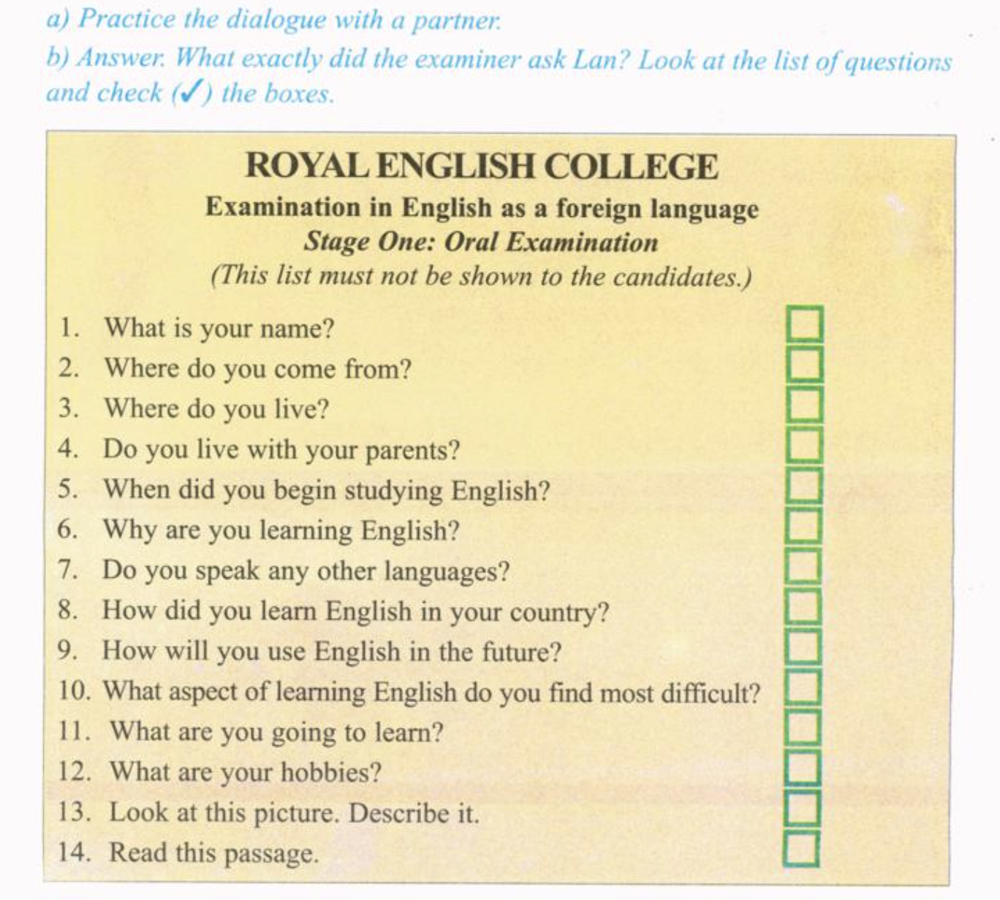 a) Practice the dialogue with a partner.
b) Answer. What exactly did the examiner ask Lan? Look at the list of questions
and check (✓) the boxes.
ROYAL ENGLISH COLLEGE
Examination in English as a foreign language
Stage One: Oral Examination
(This list must not be shown to the candidates.)
1. What is your name?
2. Where do you come from?
3. Where do you live?
4. Do you live with your parents?
5. When did you begin studying English?
6. Why are you learning English?
7. Do you speak any other languages?
8. How did you learn English in your country?
9. How will you use English in the future?
10. What aspect of learning English do you find most difficult?
11. What are you going to learn?
12. What are your hobbies?
13. Look at this picture. Describe it.
14. Read this passage.